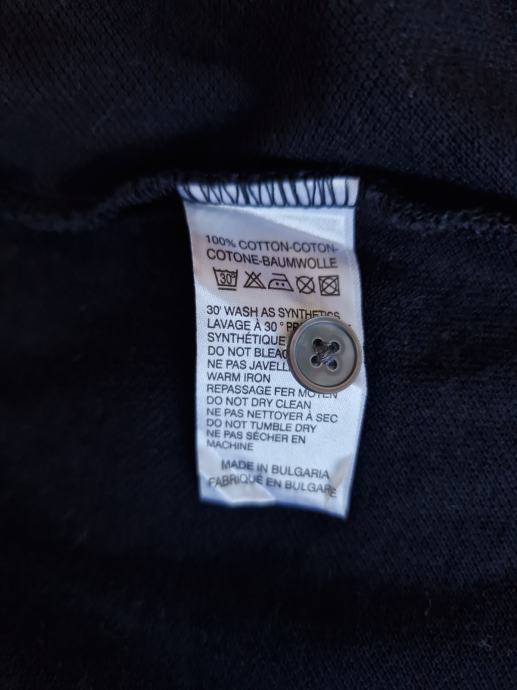 100% COTTON-COTON-
COTONE-BAUMWOLLE
30°
30' WASH AS SYNTHETICS
LAVAGE À 30 °
SYNTHÉTIQUE
DO NOT
NE PAS
WARM IRON
REPASSAGE FER MOYEN
DO NOT DRY CLEAN
NE PAS NETTOYER À SEC
DO NOT TUMBLE DRY
NE PAS SÉCHER EN
MACHINE
MADE IN BULGARIA
FABRIQUÉ EN BULGARE